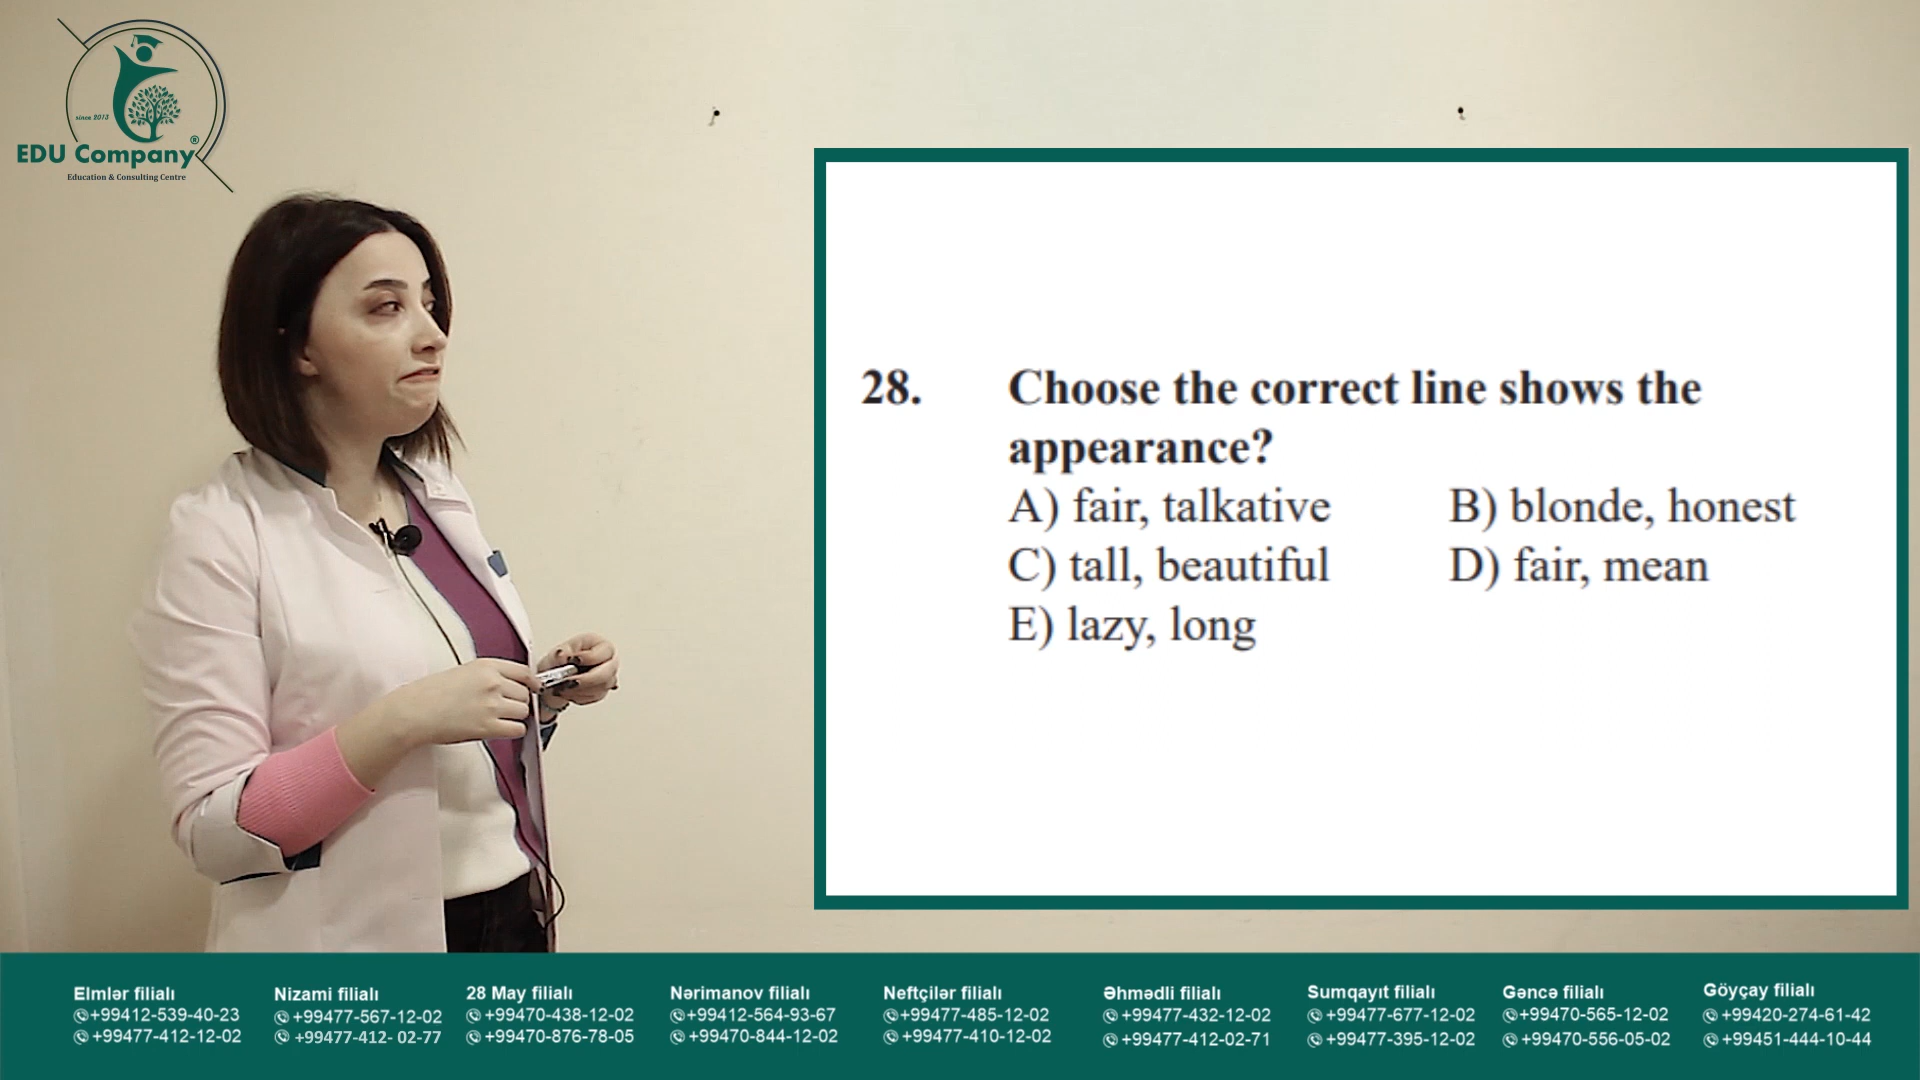 since 2013
EDU Company®
Education & Consulting Centre
28. Choose the correct line shows the
appearance?
A) fair, talkative B) blonde, honest
C) tall, beautiful D) fair, mean
E) lazy, long
Elmlər filialı
+99412-539-40-23
+99477-412-12-02
Nizami filialı
+99477-567-12-02
+99477-412- 02-77
28 May filialı
+99470-438-12-02
+99470-876-78-05
Nərimanov filialı
+99412-564-93-67
+99470-844-12-02
Neftçilər filialı
+99477-485-12-02
+99477-410-12-02
Əhmədli filialı
+99477-432-12-02
+99477-412-02-71
Sumqayıt filialı
+99477-677-12-02
+99477-395-12-02
Gəncə filialı
+99470-565-12-02
+99470-556-05-02
Göyçay filialı
+99420-274-61-42
+99451-444-10-44